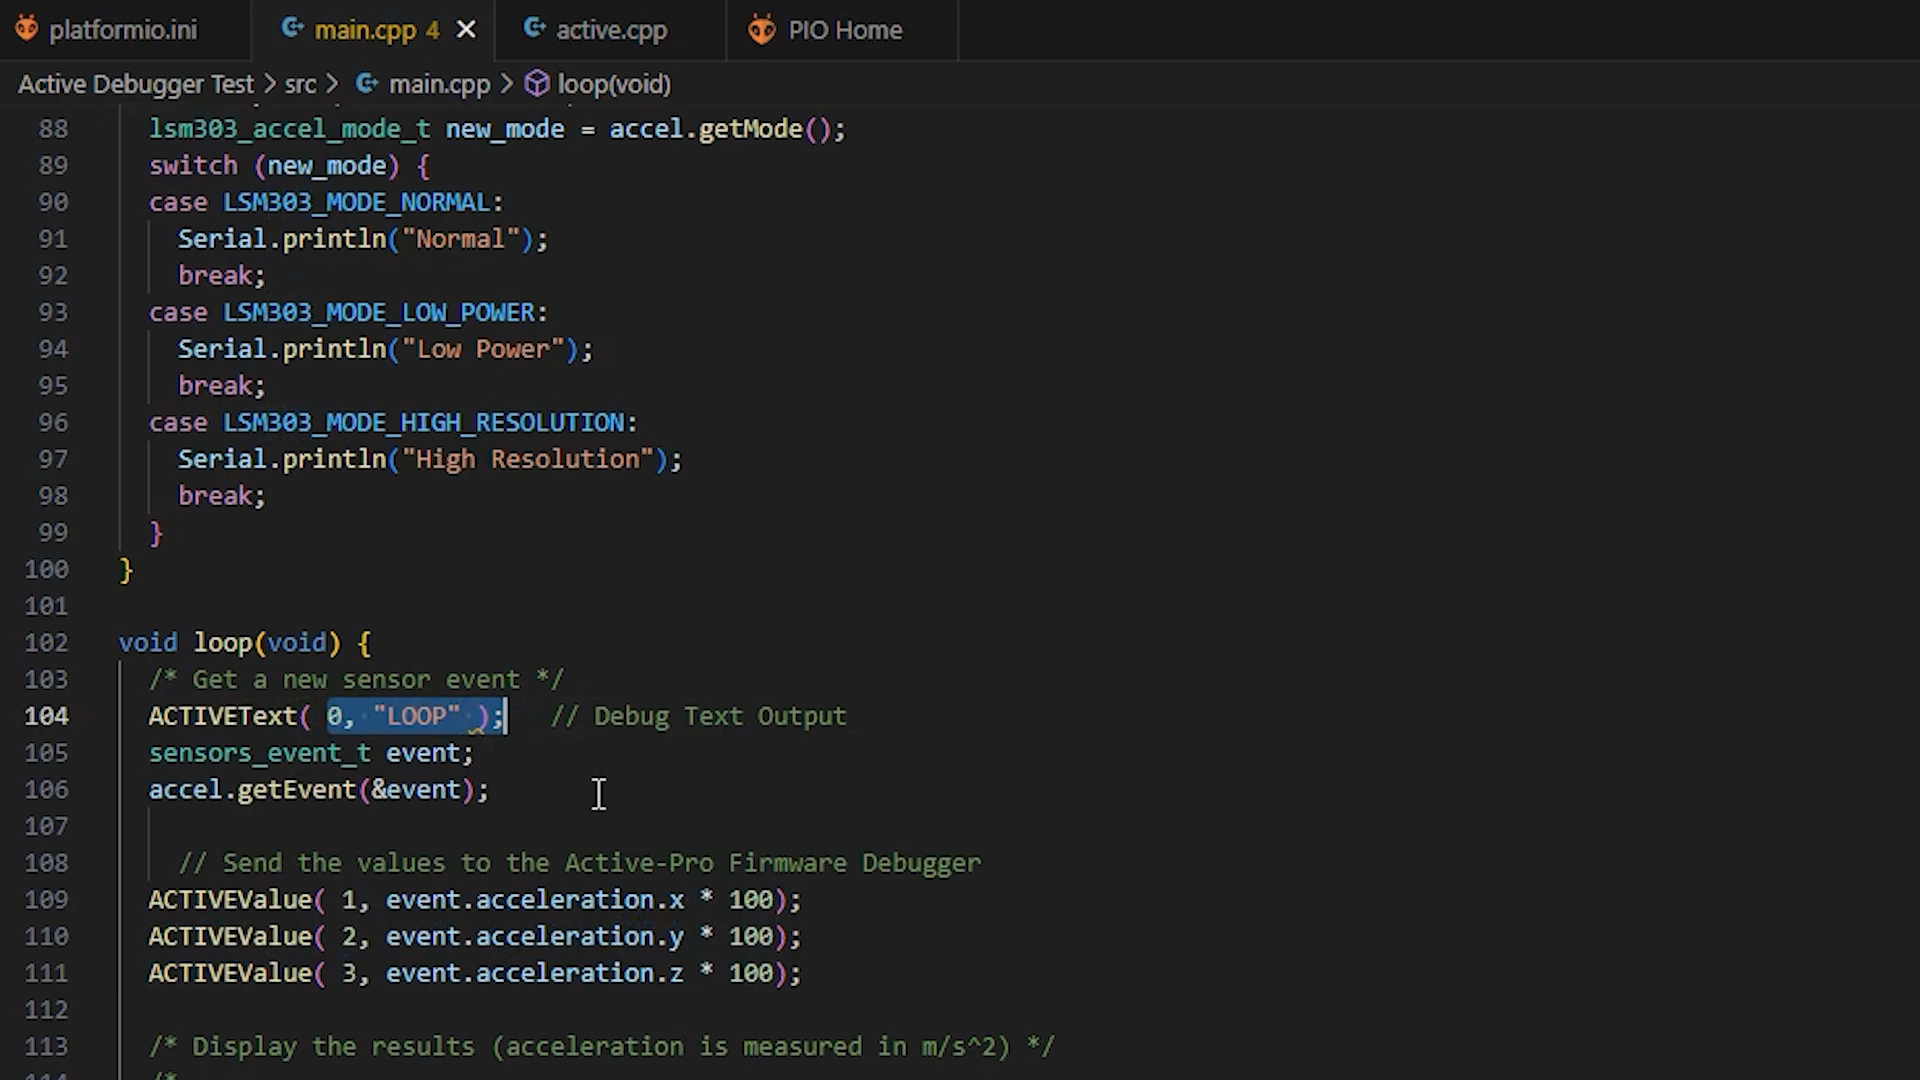 platformio.ini main.cpp 4 active.cpp PIO Home
Active Debugger Test > src > main.cpp > loop(void)
88 lsm303_accel_mode_t new_mode = accel.getMode();
89 switch (new_mode) {
90 case LSM303_MODE_NORMAL:
91 Serial.println("Normal");
92 break;
93 case LSM303_MODE_LOW_POWER:
94 Serial.println("Low Power");
95 break;
96 case LSM303_MODE_HIGH_RESOLUTION:
97 Serial.println("High Resolution");
98 break;
99 }
100 }
101
102 void loop(void) {
103 /* Get a new sensor event */
104 ACTIVEText( 0, "LOOP" ); // Debug Text Output
105 sensors_event_t event;
106 accel.getEvent(&event);
107
108 // Send the values to the Active-Pro Firmware Debugger
109 ACTIVEValue( 1, event.acceleration.x * 100);
110 ACTIVEValue( 2, event.acceleration.y * 100);
111 ACTIVEValue( 3, event.acceleration.z * 100);
112
113 /* Display the results (acceleration is measured in m/s^2) */